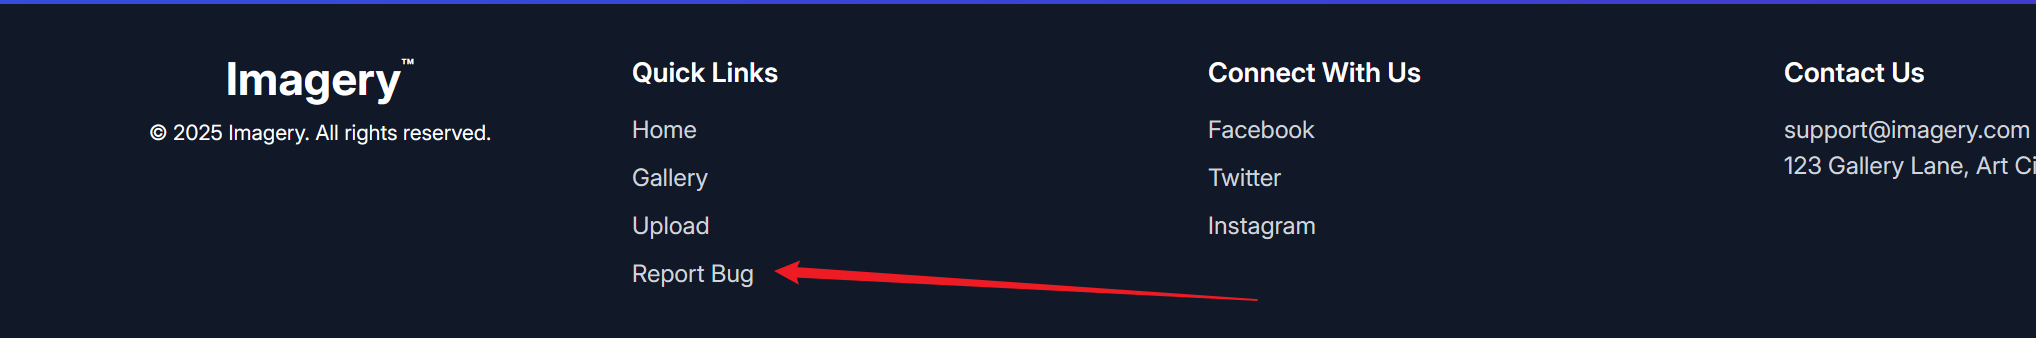 Imagery™
© 2025 Imagery. All rights reserved.
Quick Links
Home
Gallery
Upload
Report Bug
Connect With Us
Facebook
Twitter
Instagram
Contact Us
support@imagery.com
123 Gallery Lane, Art Ci